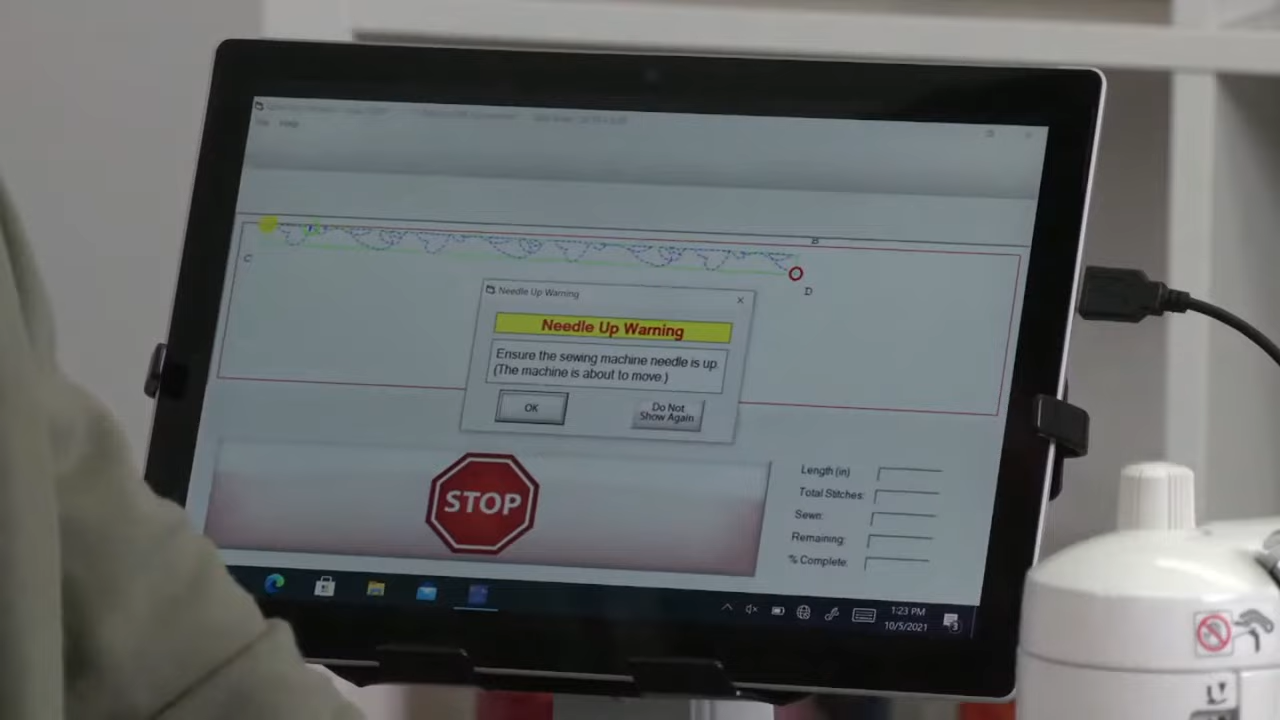 Help
B
C
D
Needle Up Warning
Needle Up Warning
Ensure the sewing machine needle is up.
(The machine is about to move.)
OK
Do Not
Show Again
STOP
Length (in)
Total Stitches:
Sewn:
Remaining:
% Complete:
1:23 PM
10/5/2021
3